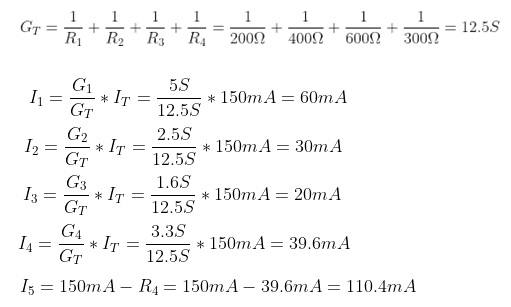 G_T = 1/R_1 + 1/R_2 + 1/R_3 + 1/R_4 = 1/200Ω + 1/400Ω + 1/600Ω + 1/300Ω = 12.5S
I_1 = G_1/G_T * I_T = 5S/12.5S * 150mA = 60mA
I_2 = G_2/G_T * I_T = 2.5S/12.5S * 150mA = 30mA
I_3 = G_3/G_T * I_T = 1.6S/12.5S * 150mA = 20mA
I_4 = G_4/G_T * I_T = 3.3S/12.5S * 150mA = 39.6mA
I_5 = 150mA − R_4 = 150mA − 39.6mA = 110.4mA